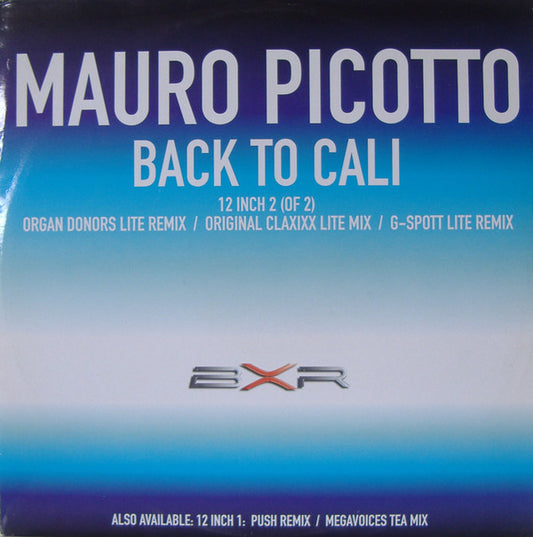 MAURO PICOTTO
BACK TO CALI
12 INCH 2 (OF 2)
ORGAN DONORS LITE REMIX / ORIGINAL CLAXIXX LITE MIX / G-SPOTT LITE REMIX
BXR
ALSO AVAILABLE: 12 INCH 1: PUSH REMIX / MEGAVOICES TEA MIX